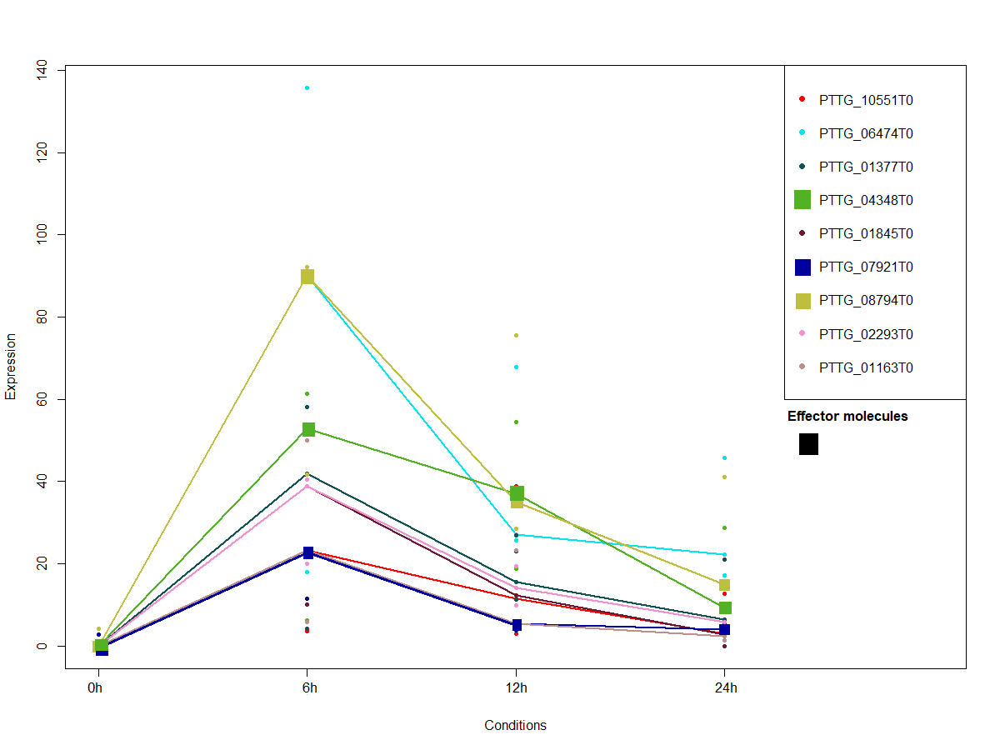 140
120
100
80
60
40
20
0
Expression
0h
6h
12h
24h
Conditions
PTTG_10551T0
PTTG_06474T0
PTTG_01377T0
PTTG_04348T0
PTTG_01845T0
PTTG_07921T0
PTTG_08794T0
PTTG_02293T0
PTTG_01163T0
Effector molecules